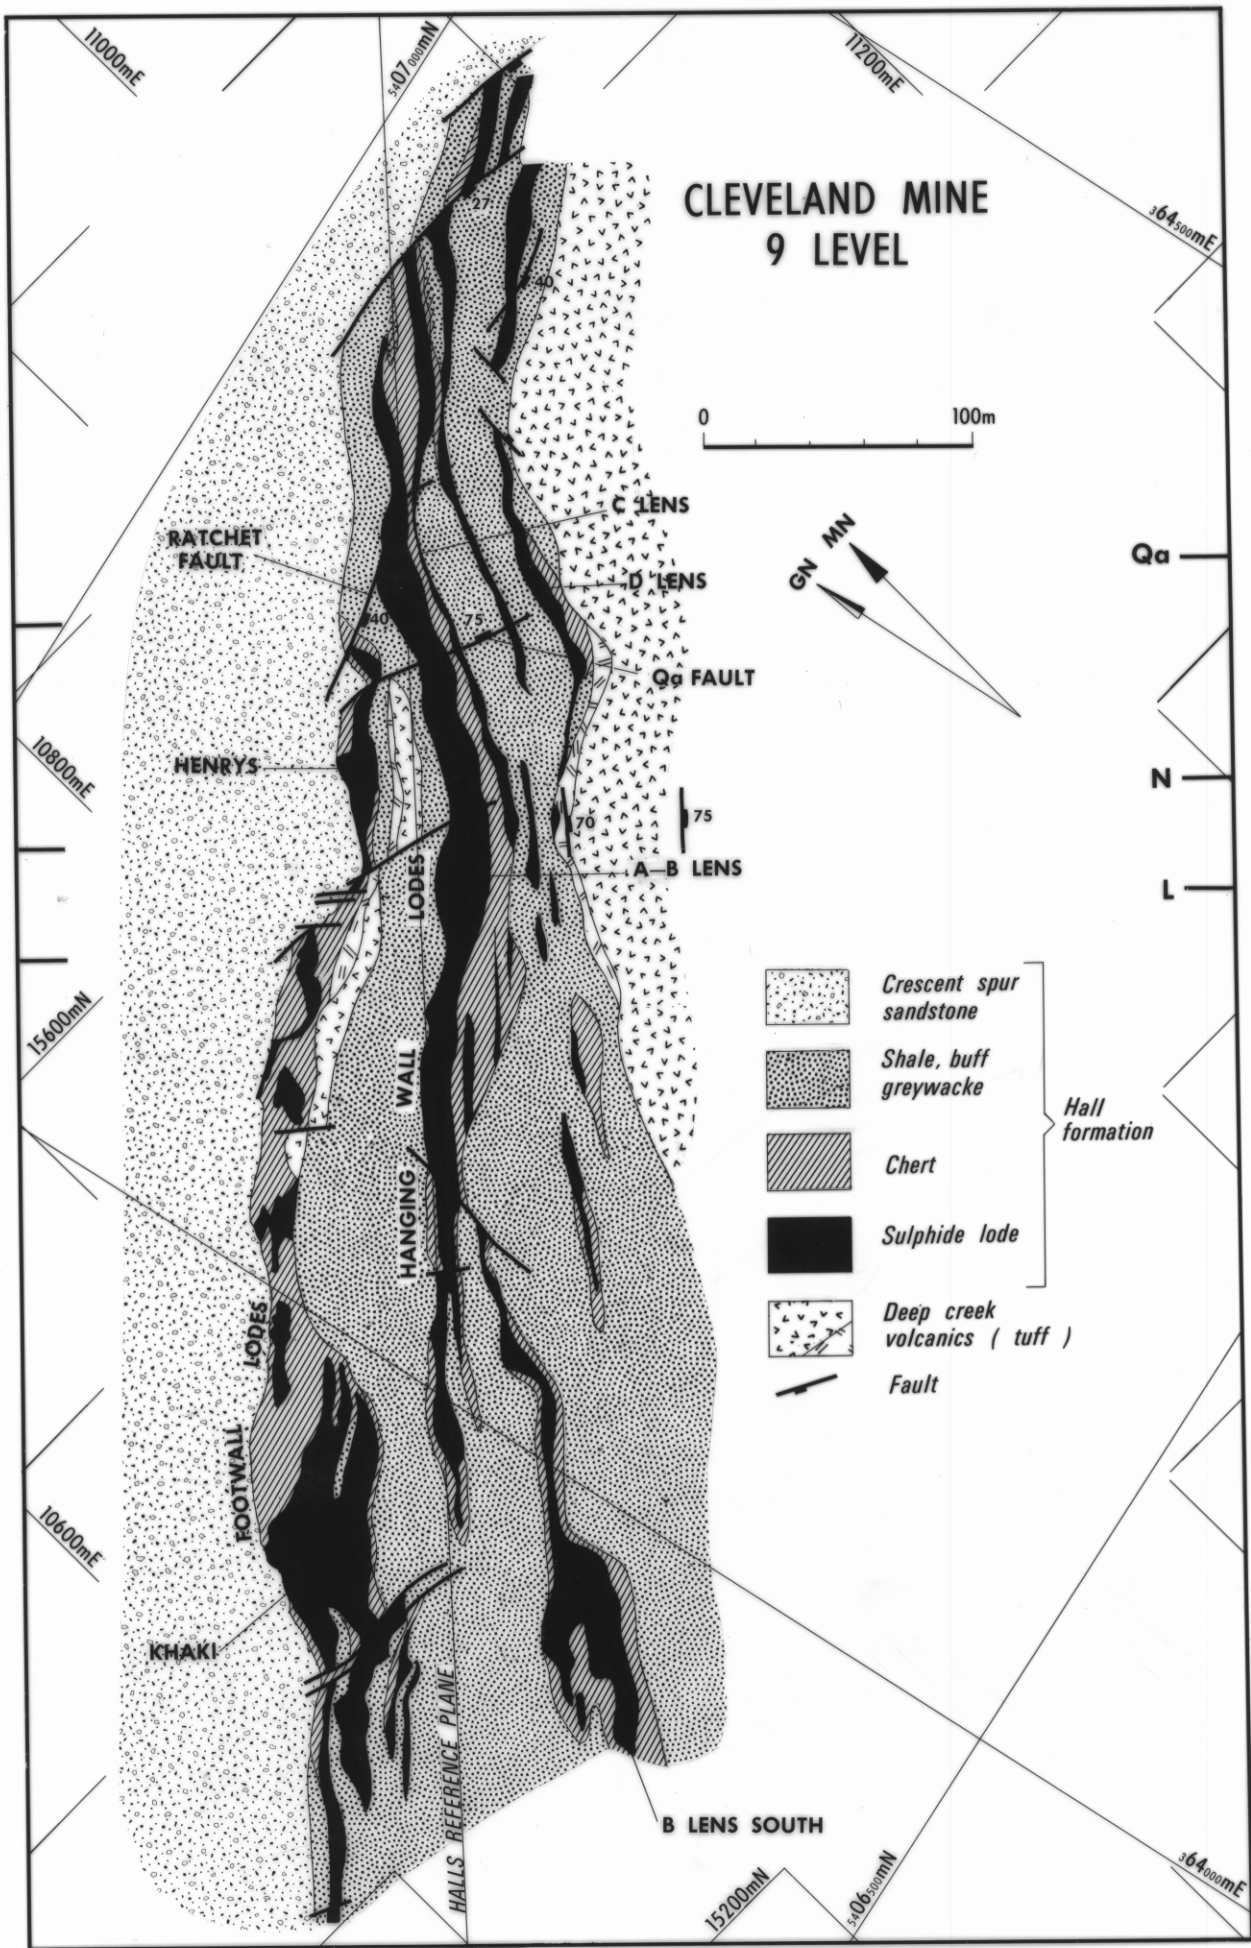 11000mE
5407000mN
11200mE
CLEVELAND MINE
9 LEVEL
364500mE
27
40
0 100m
C LENS
RATCHET
FAULT
MN
GN
Qa
D LENS
40
75
Qa FAULT
10800mE
HENRYS
N
70
75
A-B LENS
L
LODES
WALL
HANGING
15600mN
Crescent spur
sandstone
Shale, buff
greywacke
Hall
formation
Chert
Sulphide lode
Deep creek
volcanics ( tuff )
Fault
LODES
FOOTWALL
10600mE
KHAKI
HALLS REFERENCE PLANE
B LENS SOUTH
15200mN
5406500mN
364000mE